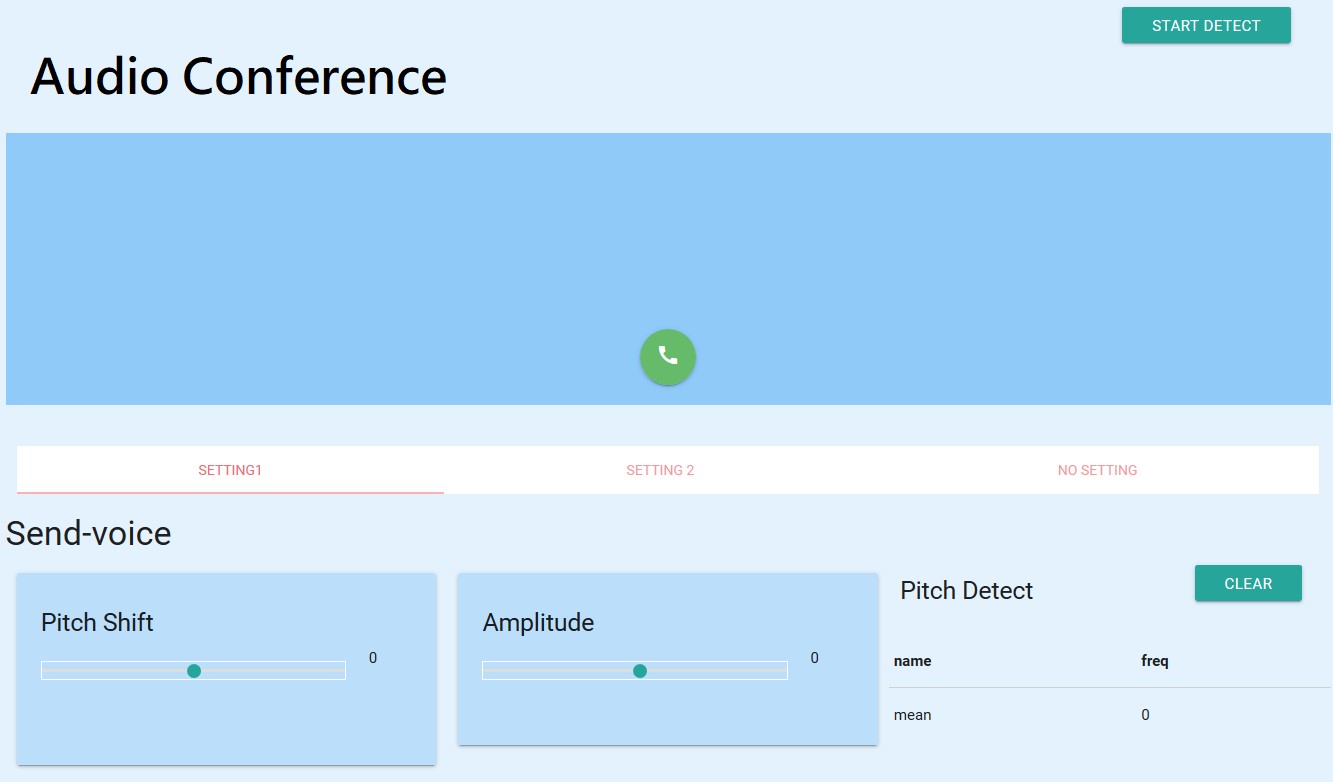 START DETECT
Audio Conference
SETTING1
SETTING 2
NO SETTING
Send-voice
Pitch Shift
0
Amplitude
0
Pitch Detect
CLEAR
name freq
mean 0